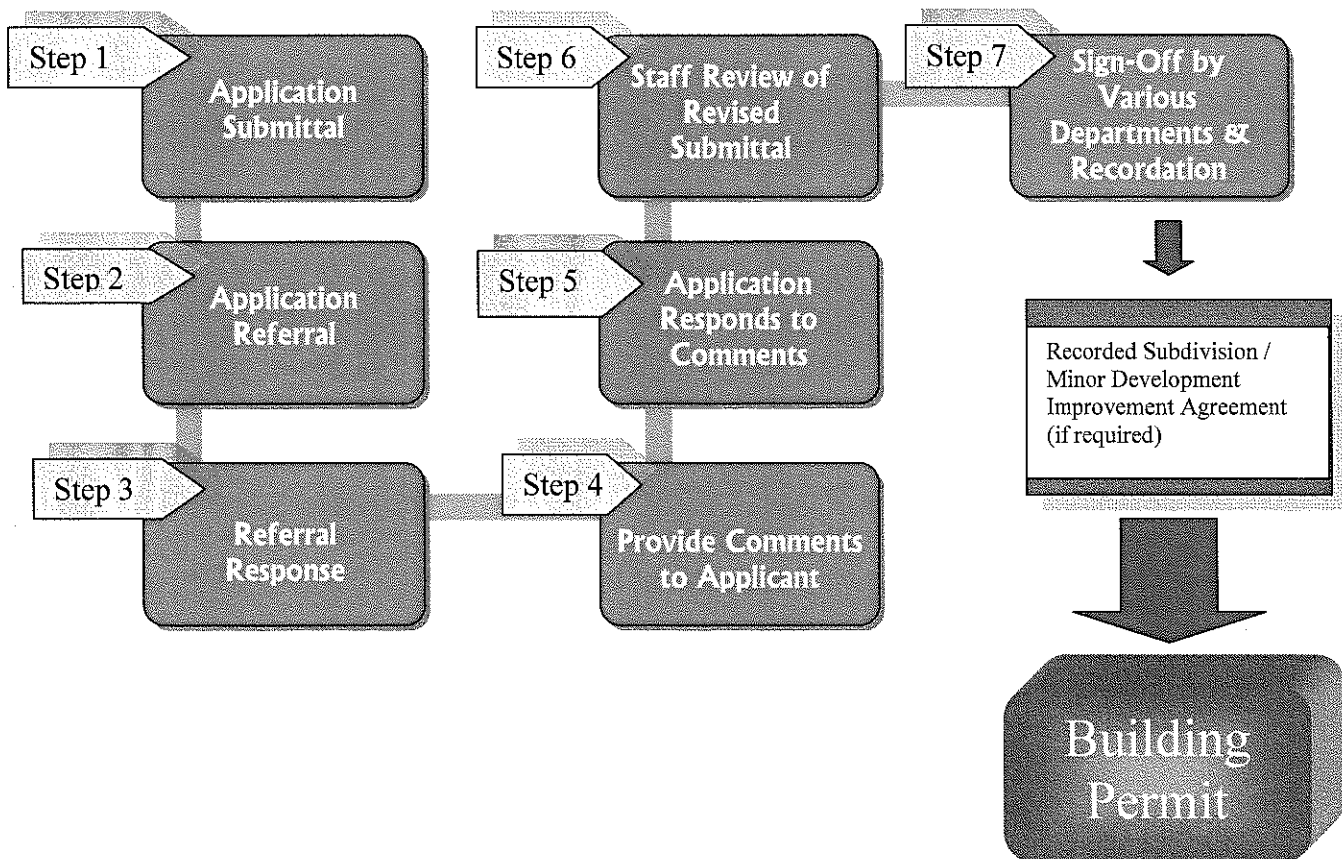 Step 1
Application
Submittal
Step 2
Application
Referral
Step 3
Referral
Response
Step 4
Provide Comments
to Applicant
Step 5
Application
Responds to
Comments
Step 6
Staff Review of
Revised
Submittal
Step 7
Sign-Off by
Various
Departments &
Recordation
Recorded Subdivision /
Minor Development
Improvement Agreement
(if required)
Building
Permit